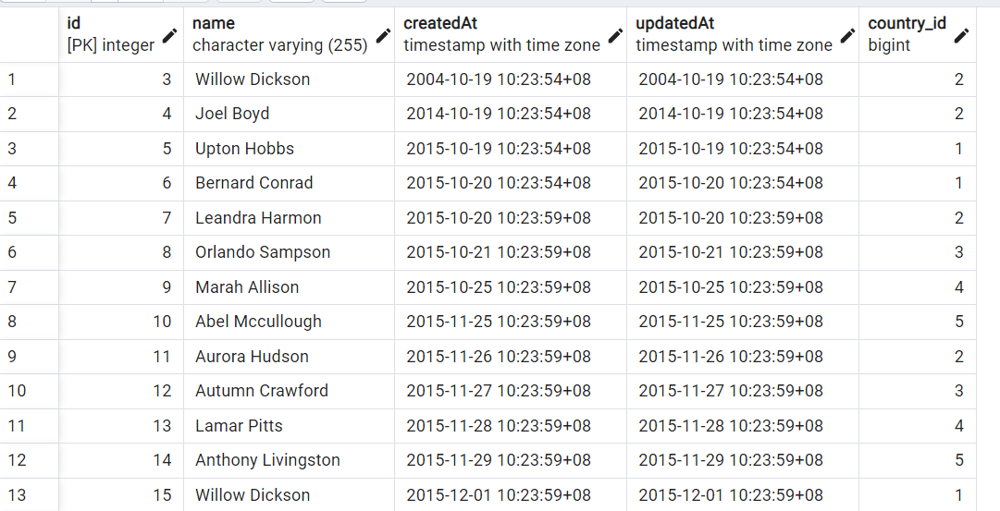 id name createdAt updatedAt country_id
[PK] integer character varying (255) timestamp with time zone timestamp with time zone bigint
1 3 Willow Dickson 2004-10-19 10:23:54+08 2004-10-19 10:23:54+08 2
2 4 Joel Boyd 2014-10-19 10:23:54+08 2014-10-19 10:23:54+08 2
3 5 Upton Hobbs 2015-10-19 10:23:54+08 2015-10-19 10:23:54+08 1
4 6 Bernard Conrad 2015-10-20 10:23:54+08 2015-10-20 10:23:54+08 1
5 7 Leandra Harmon 2015-10-20 10:23:59+08 2015-10-20 10:23:59+08 2
6 8 Orlando Sampson 2015-10-21 10:23:59+08 2015-10-21 10:23:59+08 3
7 9 Marah Allison 2015-10-25 10:23:59+08 2015-10-25 10:23:59+08 4
8 10 Abel Mccullough 2015-11-25 10:23:59+08 2015-11-25 10:23:59+08 5
9 11 Aurora Hudson 2015-11-26 10:23:59+08 2015-11-26 10:23:59+08 2
10 12 Autumn Crawford 2015-11-27 10:23:59+08 2015-11-27 10:23:59+08 3
11 13 Lamar Pitts 2015-11-28 10:23:59+08 2015-11-28 10:23:59+08 4
12 14 Anthony Livingston 2015-11-29 10:23:59+08 2015-11-29 10:23:59+08 5
13 15 Willow Dickson 2015-12-01 10:23:59+08 2015-12-01 10:23:59+08 1